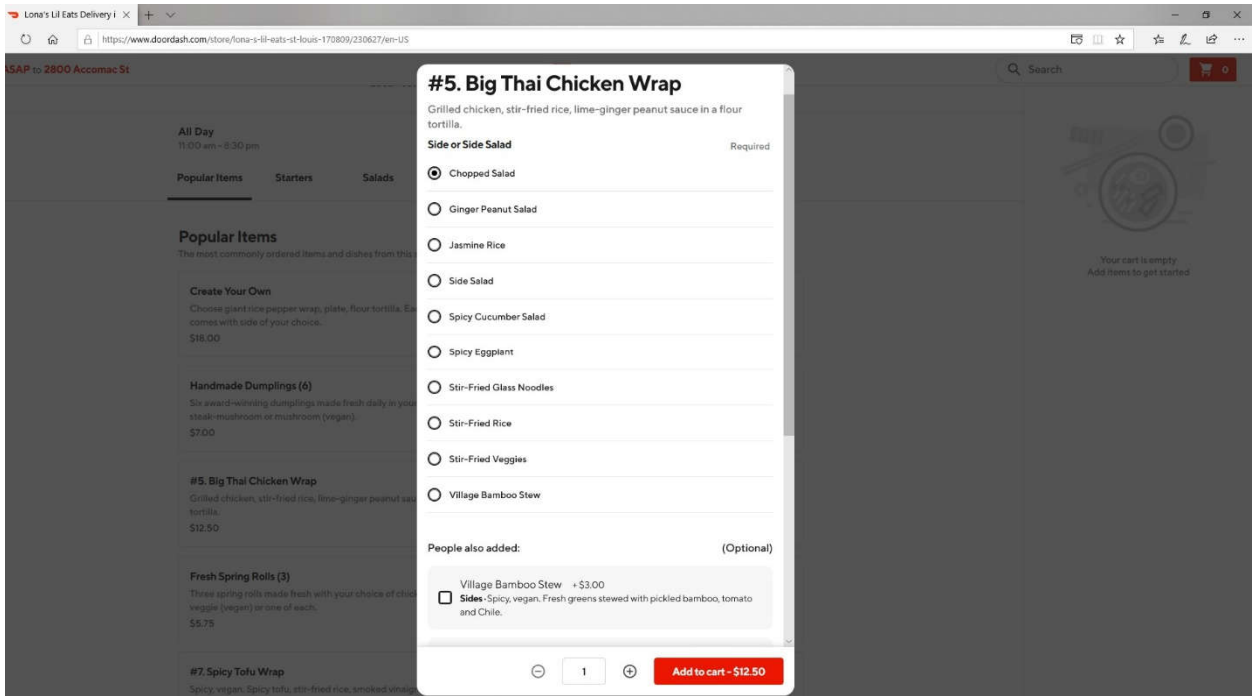 Lona's Lil Eats Delivery i
https://www.doordash.com/store/lona-s-lil-eats-st-louis-170809/230627/en-US
ASAP to 2800 Accomac St
Search
0
All Day
11:00 am - 8:30 pm
Popular Items Starters Salads
Popular Items
The most commonly ordered items and dishes from this
Create Your Own
Choose giant rice pepper wrap, plate, flour tortilla. Ea
comes with side of your choice.
$16.00
Handmade Dumplings (6)
Six award-winning dumplings made fresh daily in your
steak-mushroom or mushroom (vegan).
$7.00
#5. Big Thai Chicken Wrap
Grilled chicken, stir-fried rice, lime-ginger peanut sau
tortilla.
$12.50
Fresh Spring Rolls (3)
Three spring rolls made fresh with your choice of chick
veggie (vegan) or one of each.
$5.75
#7. Spicy Tofu Wrap
Spicy, vegan. Spicy tofu, stir-fried rice, smoked vinaig
#5. Big Thai Chicken Wrap
Grilled chicken, stir-fried rice, lime-ginger peanut sauce in a flour
tortilla.
Side or Side Salad Required
Chopped Salad
Ginger Peanut Salad
Jasmine Rice
Side Salad
Spicy Cucumber Salad
Spicy Eggplant
Stir-Fried Glass Noodles
Stir-Fried Rice
Stir-Fried Veggies
Village Bamboo Stew
People also added: (Optional)
Village Bamboo Stew + $3.00
Sides - Spicy, vegan. Fresh greens stewed with pickled bamboo, tomato
and Chile.
1
Add to cart - $12.50
Your cart is empty
Add items to get started